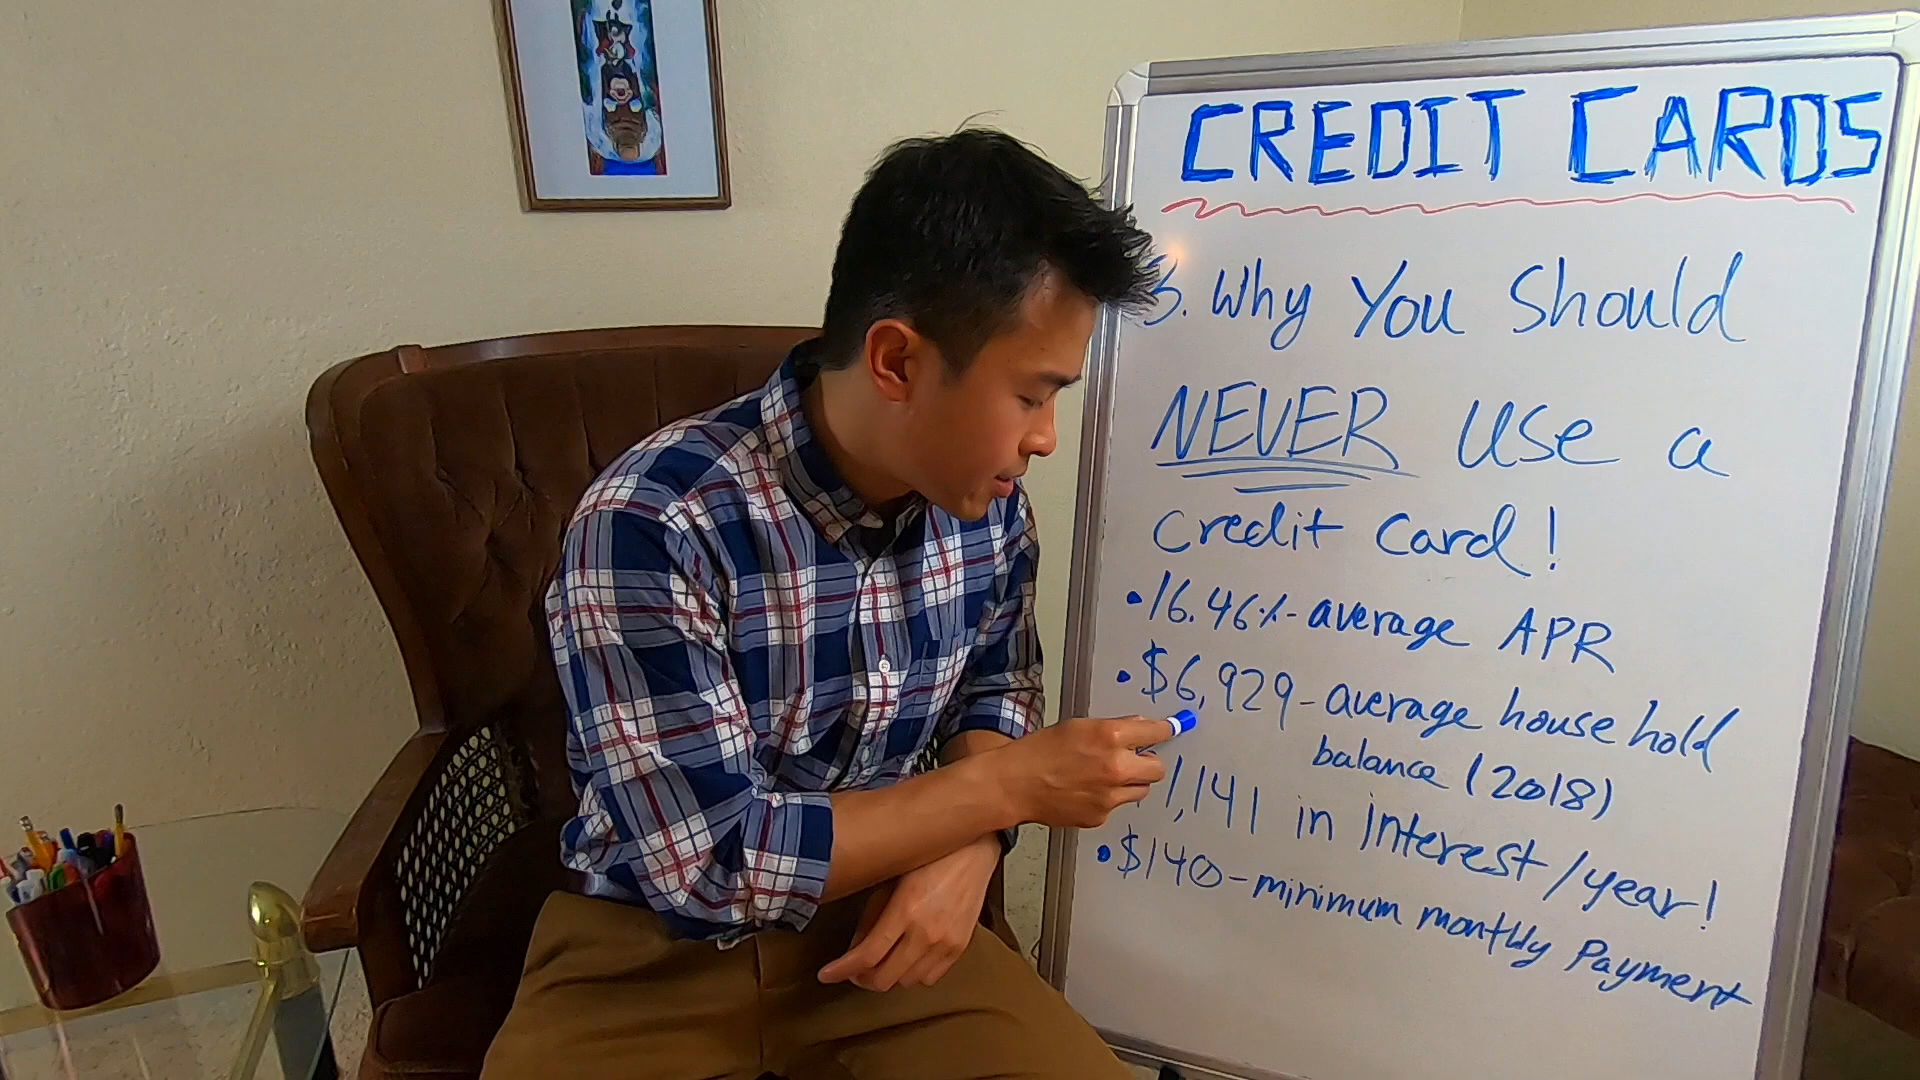 CREDIT CARDS
3. Why You Should
NEVER Use a
Credit Card!
• 16.46% - average APR
• $6,929 - average household
balance (2018)
1,141 in interest/year!
• $140 - minimum monthly Payment